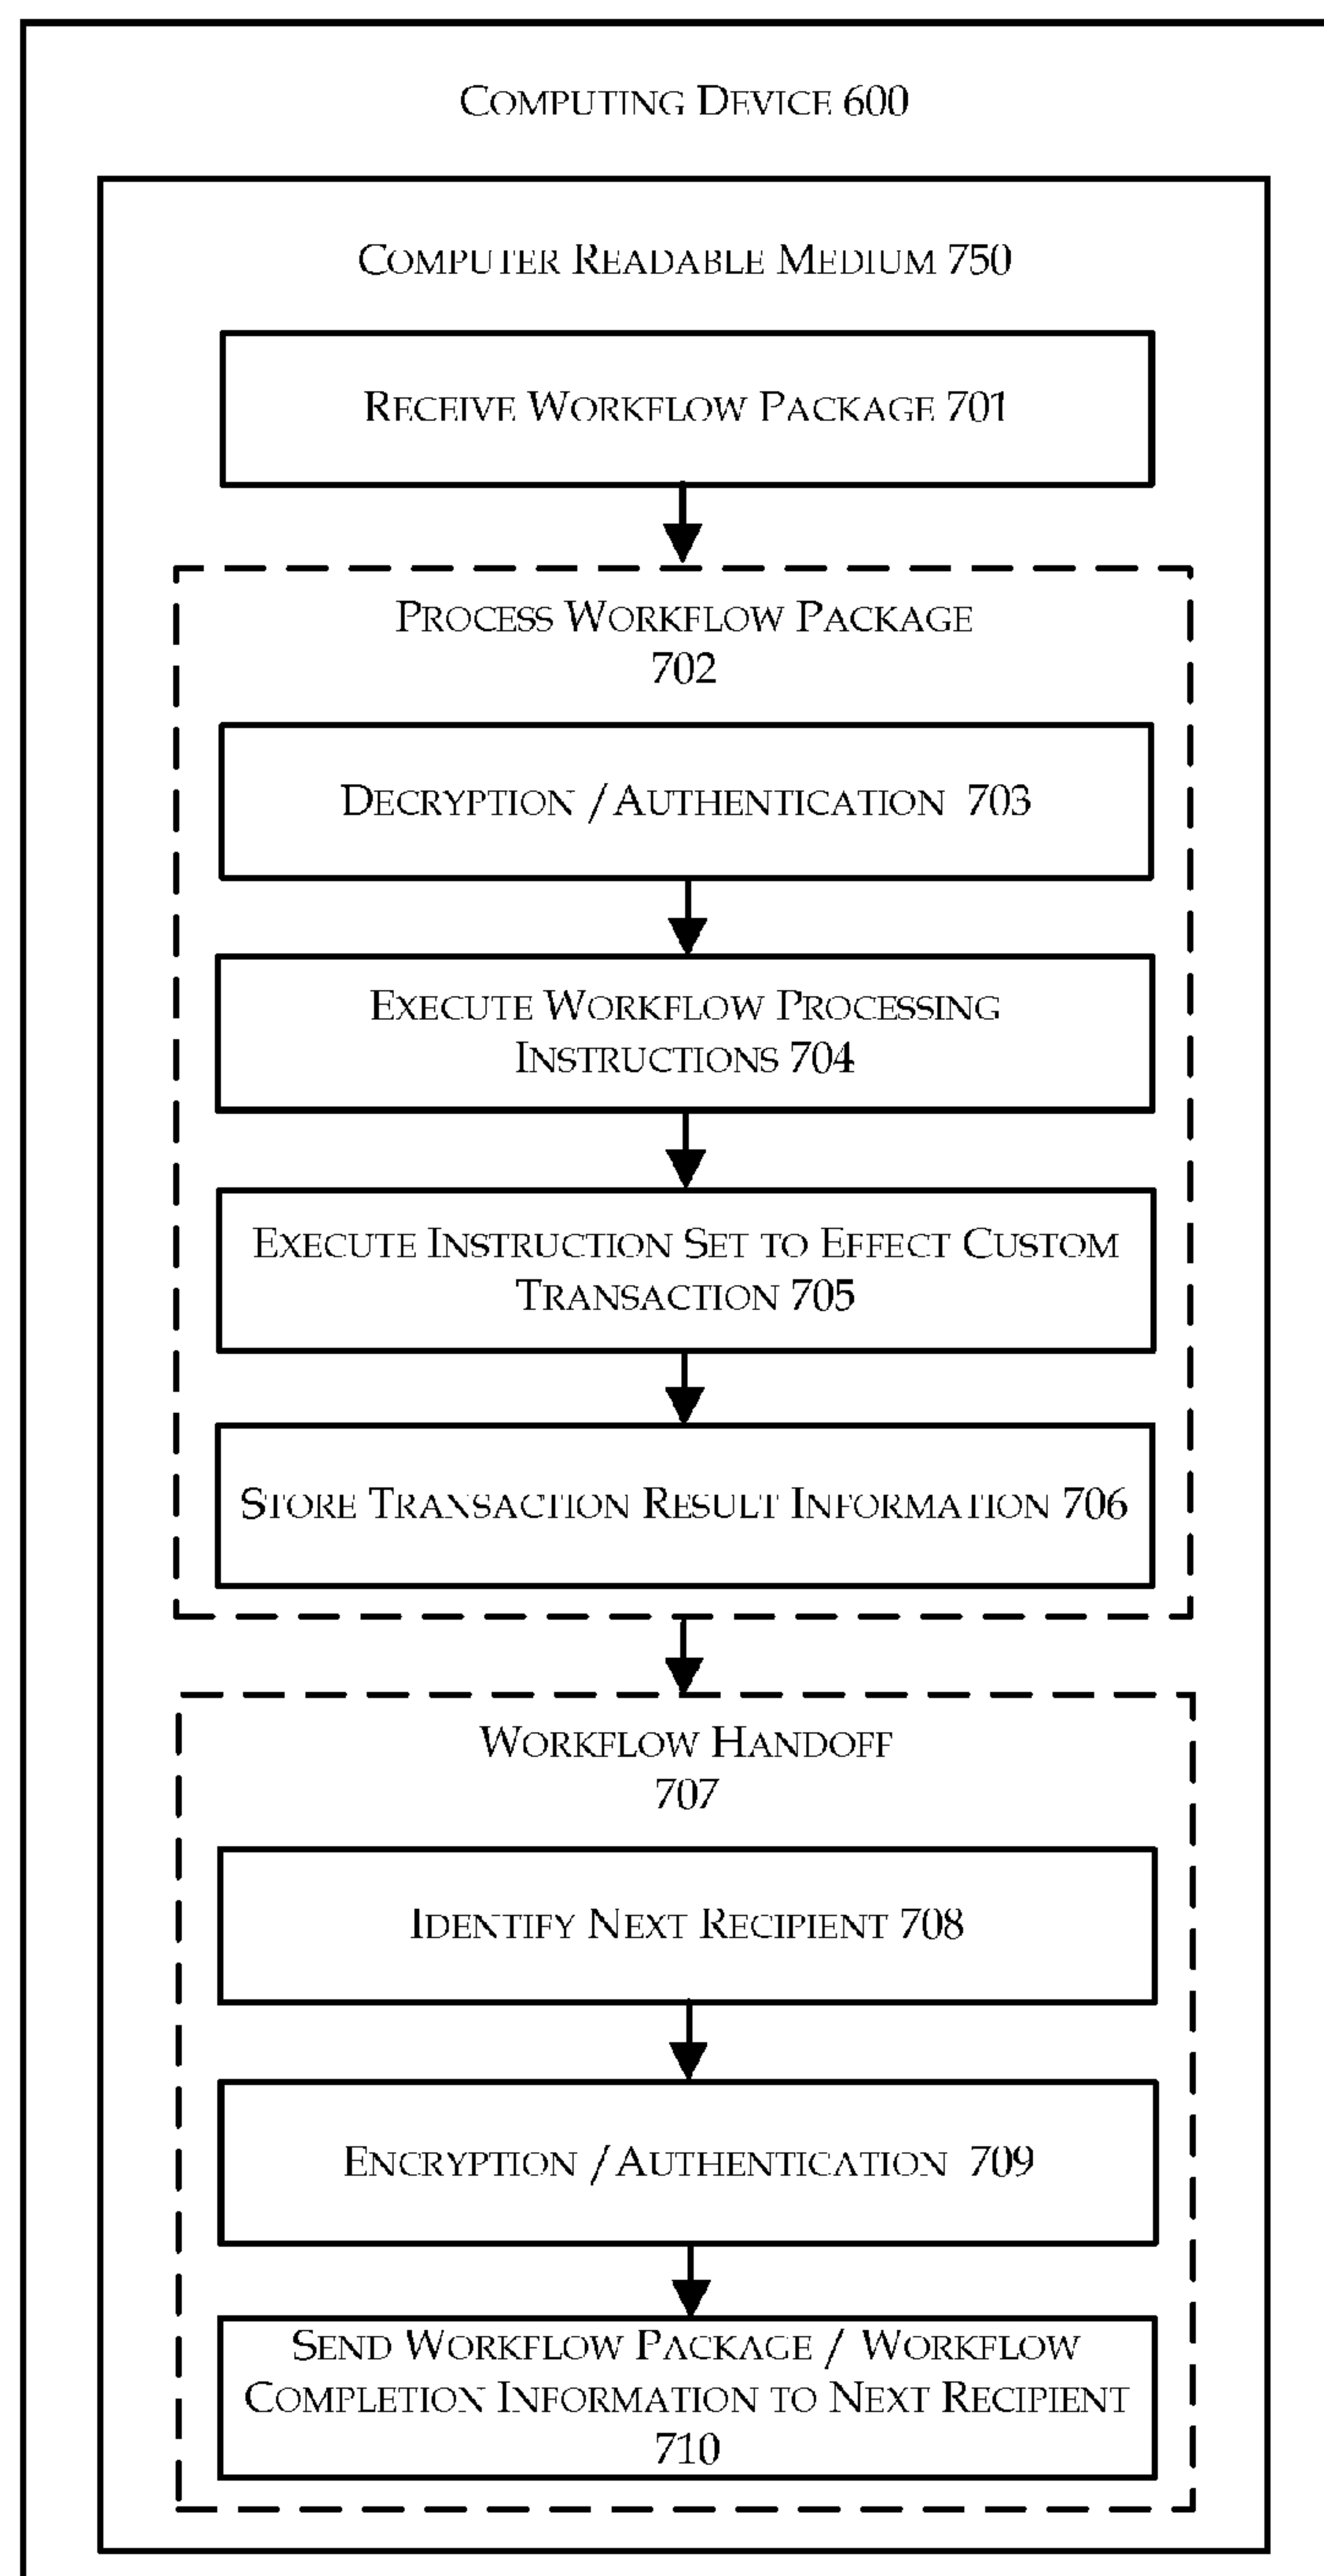 COMPUTING DEVICE 600
COMPUTER READABLE MEDIUM 750
RECEIVE WORKFLOW PACKAGE 701
PROCESS WORKFLOW PACKAGE
702
DECRYPTION /AUTHENTICATION 703
EXECUTE WORKFLOW PROCESSING
INSTRUCTIONS 704
EXECUTE INSTRUCTION SET TO EFFECT CUSTOM
TRANSACTION 705
STORE TRANSACTION RESULT INFORMATION 706
WORKFLOW HANDOFF
707
IDENTIFY NEXT RECIPIENT 708
ENCRYPTION /AUTHENTICATION 709
SEND WORKFLOW PACKAGE / WORKFLOW
COMPLETION INFORMATION TO NEXT RECIPIENT
710